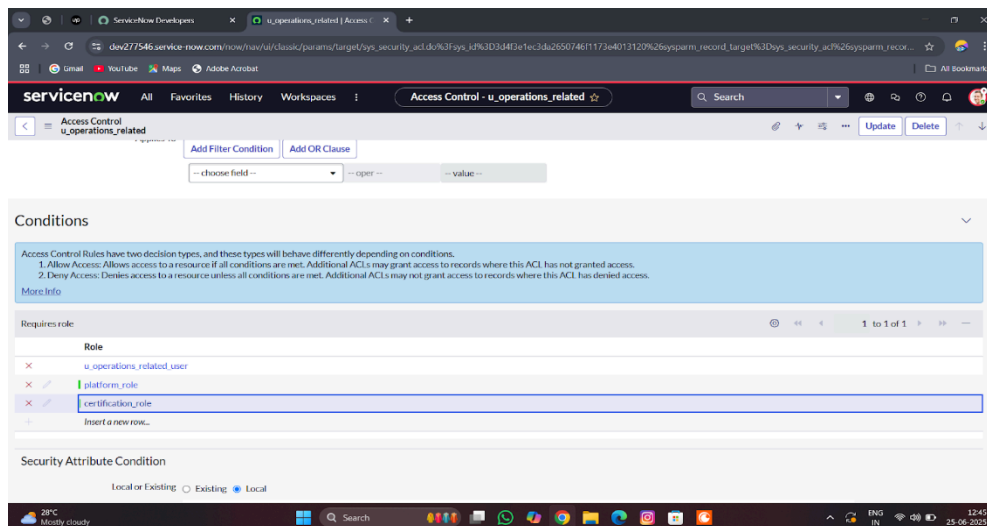 ServiceNow Developers
u_operations_related | Access C
dev277546.service-now.com/now/nav/ui/classic/params/target/sys_security_acl.do%3Fsys_id%3D3d4f3e1ec3da2650746f1173e4013120%26sysparm_record_target%3Dsys_security_acl%26sysparm_recor...
Gmail YouTube Maps Adobe Acrobat All Bookmark
servicenow All Favorites History Workspaces Access Control - u_operations_related Search
Access Control
u_operations_related
Update Delete
Add Filter Condition Add OR Clause
-- choose field -- -- oper -- -- value --
Conditions
Access Control Rules have two decision types, and these types will behave differently depending on conditions.
1. Allow Access: Allows access to a resource if all conditions are met. Additional ACLs may grant access to records where this ACL has not granted access.
2. Deny Access: Denies access to a resource unless all conditions are met. Additional ACLs may not grant access to records where this ACL has denied access.
More Info
Requires role 1 to 1 of 1
Role
u_operations_related_user
platform_role
certification_role
Insert a new row...
Security Attribute Condition
Local or Existing Existing Local
28°C
Mostly cloudy
Search
ENG
IN
12:45
25-06-2025